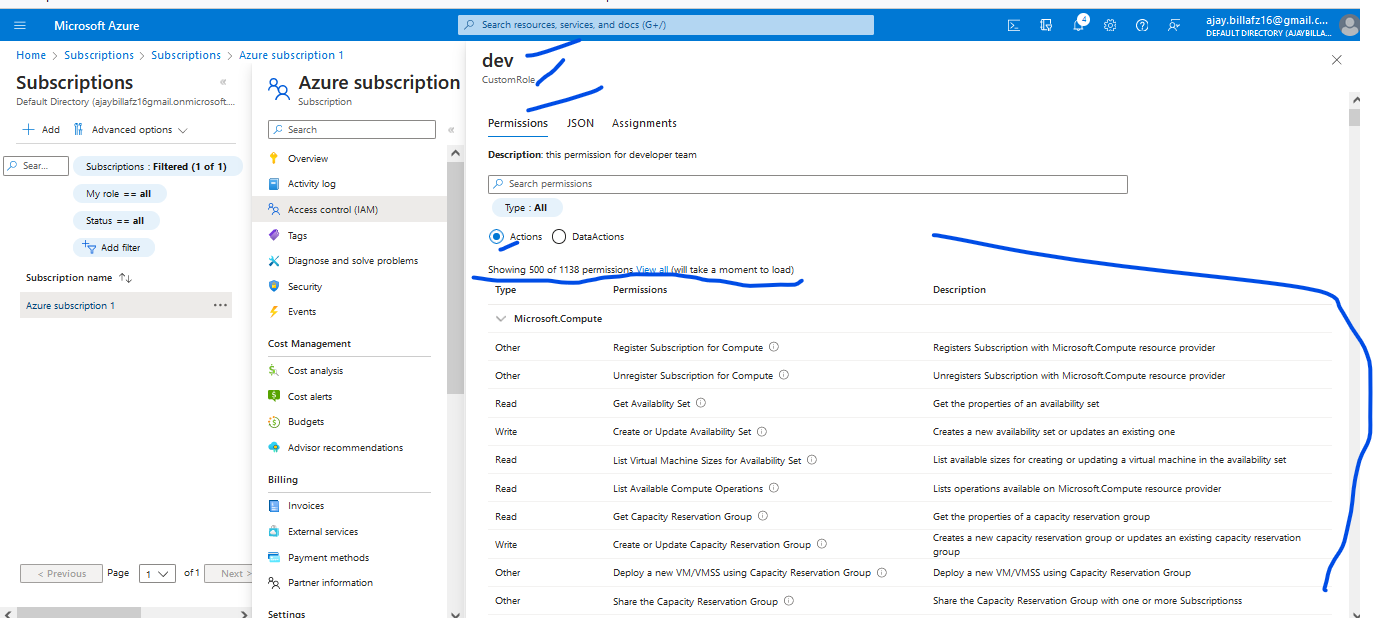 Microsoft Azure
Search resources, services, and docs (G+/)
4
ajay.billafz16@gmail.c...
DEFAULT DIRECTORY (AJAYBILLA...
Home > Subscriptions > Subscriptions > Azure subscription 1
Subscriptions
Default Directory (ajaybillafz16gmail.onmicrosoft....
Add
Advanced options
Sear...
Subscriptions : Filtered (1 of 1)
My role == all
Status == all
Add filter
Subscription name
Azure subscription 1
...
< Previous
Page
1
of 1
Next >
Azure subscription
Subscription
Search
Overview
Activity log
Access control (IAM)
Tags
Diagnose and solve problems
Security
Events
Cost Management
Cost analysis
Cost alerts
Budgets
Advisor recommendations
Billing
Invoices
External services
Payment methods
Partner information
Settings
dev
CustomRole
Permissions JSON Assignments
Description: this permission for developer team
Search permissions
Type : All
Actions DataActions
Showing 500 of 1138 permissions View all (will take a moment to load)
Type Permissions Description
Microsoft.Compute
Other Register Subscription for Compute Registers Subscription with Microsoft.Compute resource provider
Other Unregister Subscription for Compute Unregisters Subscription with Microsoft.Compute resource provider
Read Get Availablity Set Get the properties of an availability set
Write Create or Update Availability Set Creates a new availability set or updates an existing one
Read List Virtual Machine Sizes for Availability Set List available sizes for creating or updating a virtual machine in the availability set
Read List Available Compute Operations Lists operations available on Microsoft.Compute resource provider
Read Get Capacity Reservation Group Get the properties of a capacity reservation group
Write Create or Update Capacity Reservation Group Creates a new capacity reservation group or updates an existing capacity reservation
group
Other Deploy a new VM/VMSS using Capacity Reservation Group Deploy a new VM/VMSS using Capacity Reservation Group
Other Share the Capacity Reservation Group Share the Capacity Reservation Group with one or more Subscriptionss